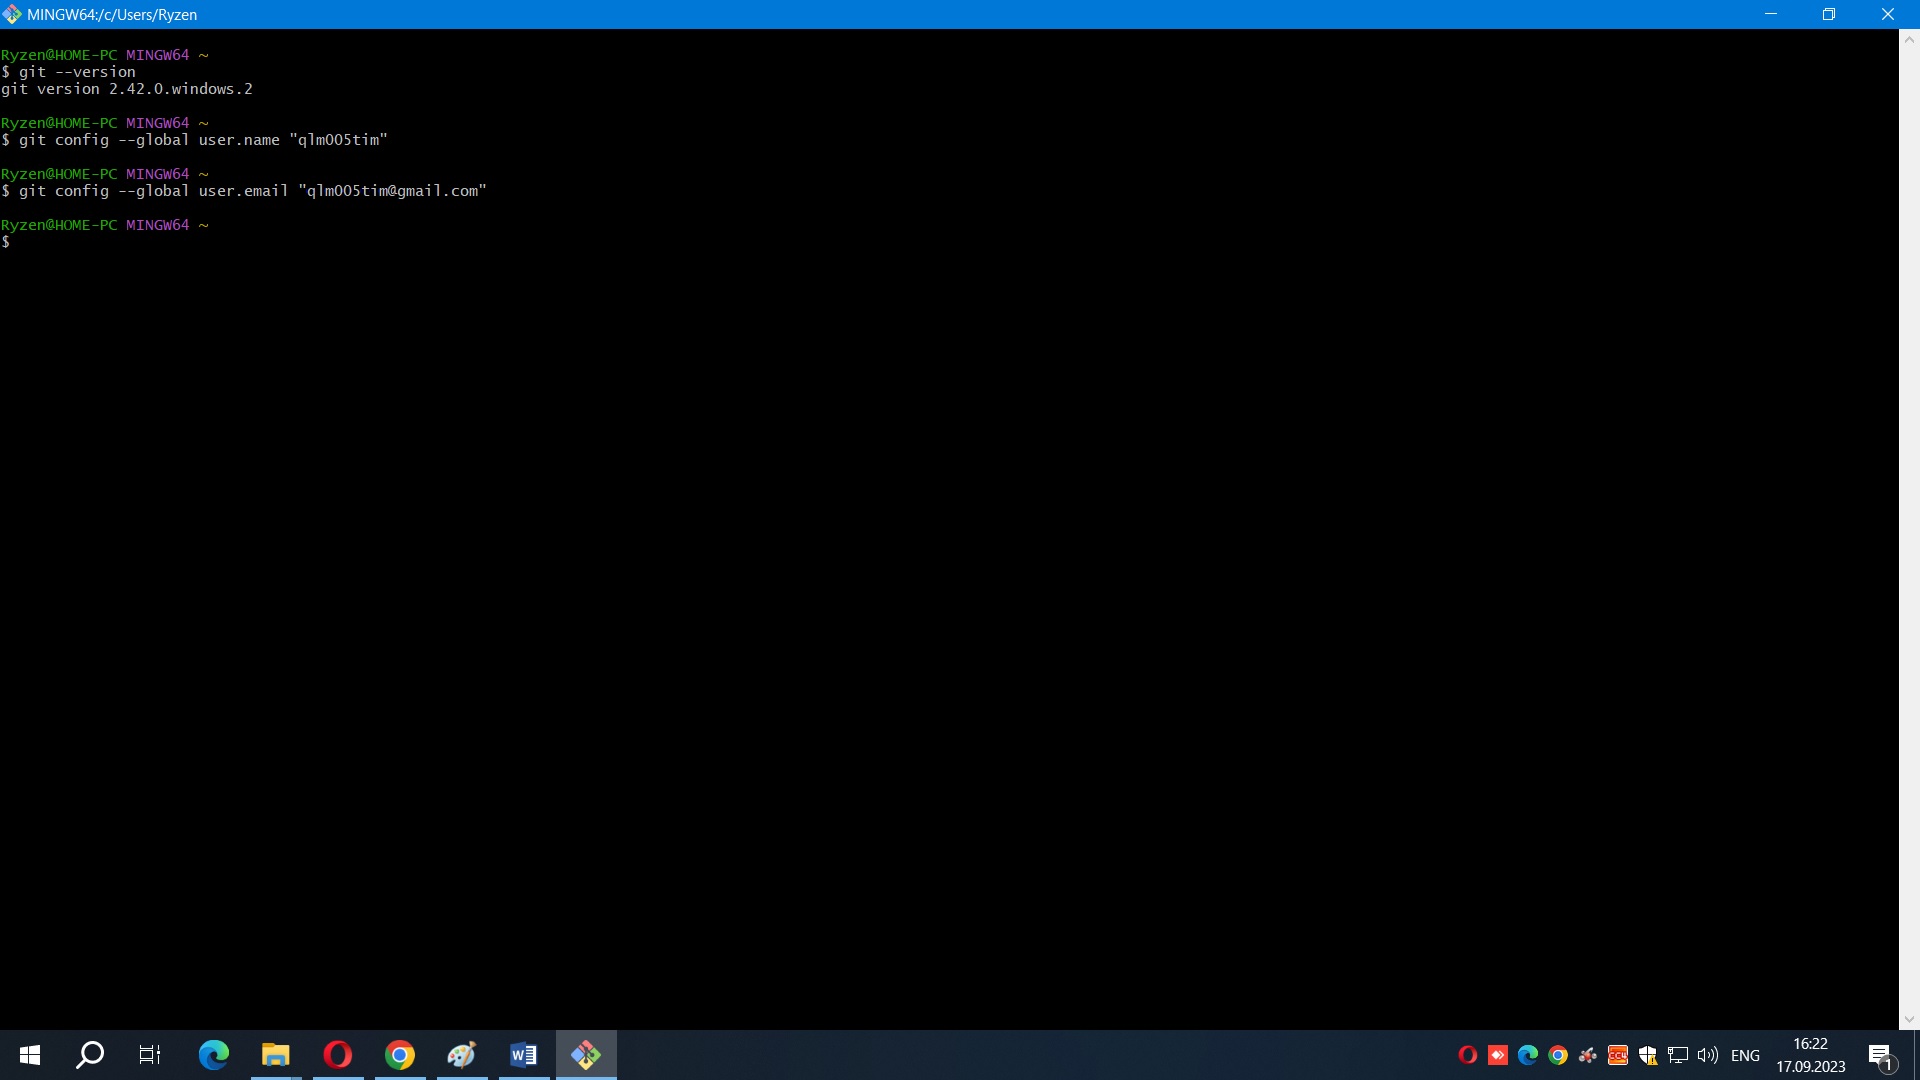 MINGW64:/c/Users/Ryzen
Ryzen@HOME-PC MINGW64 ~
$ git --version
git version 2.42.0.windows.2
Ryzen@HOME-PC MINGW64 ~
$ git config --global user.name "qlm005tim"
Ryzen@HOME-PC MINGW64 ~
$ git config --global user.email "qlm005tim@gmail.com"
Ryzen@HOME-PC MINGW64 ~
$
ENG
16:22
17.09.2023
1